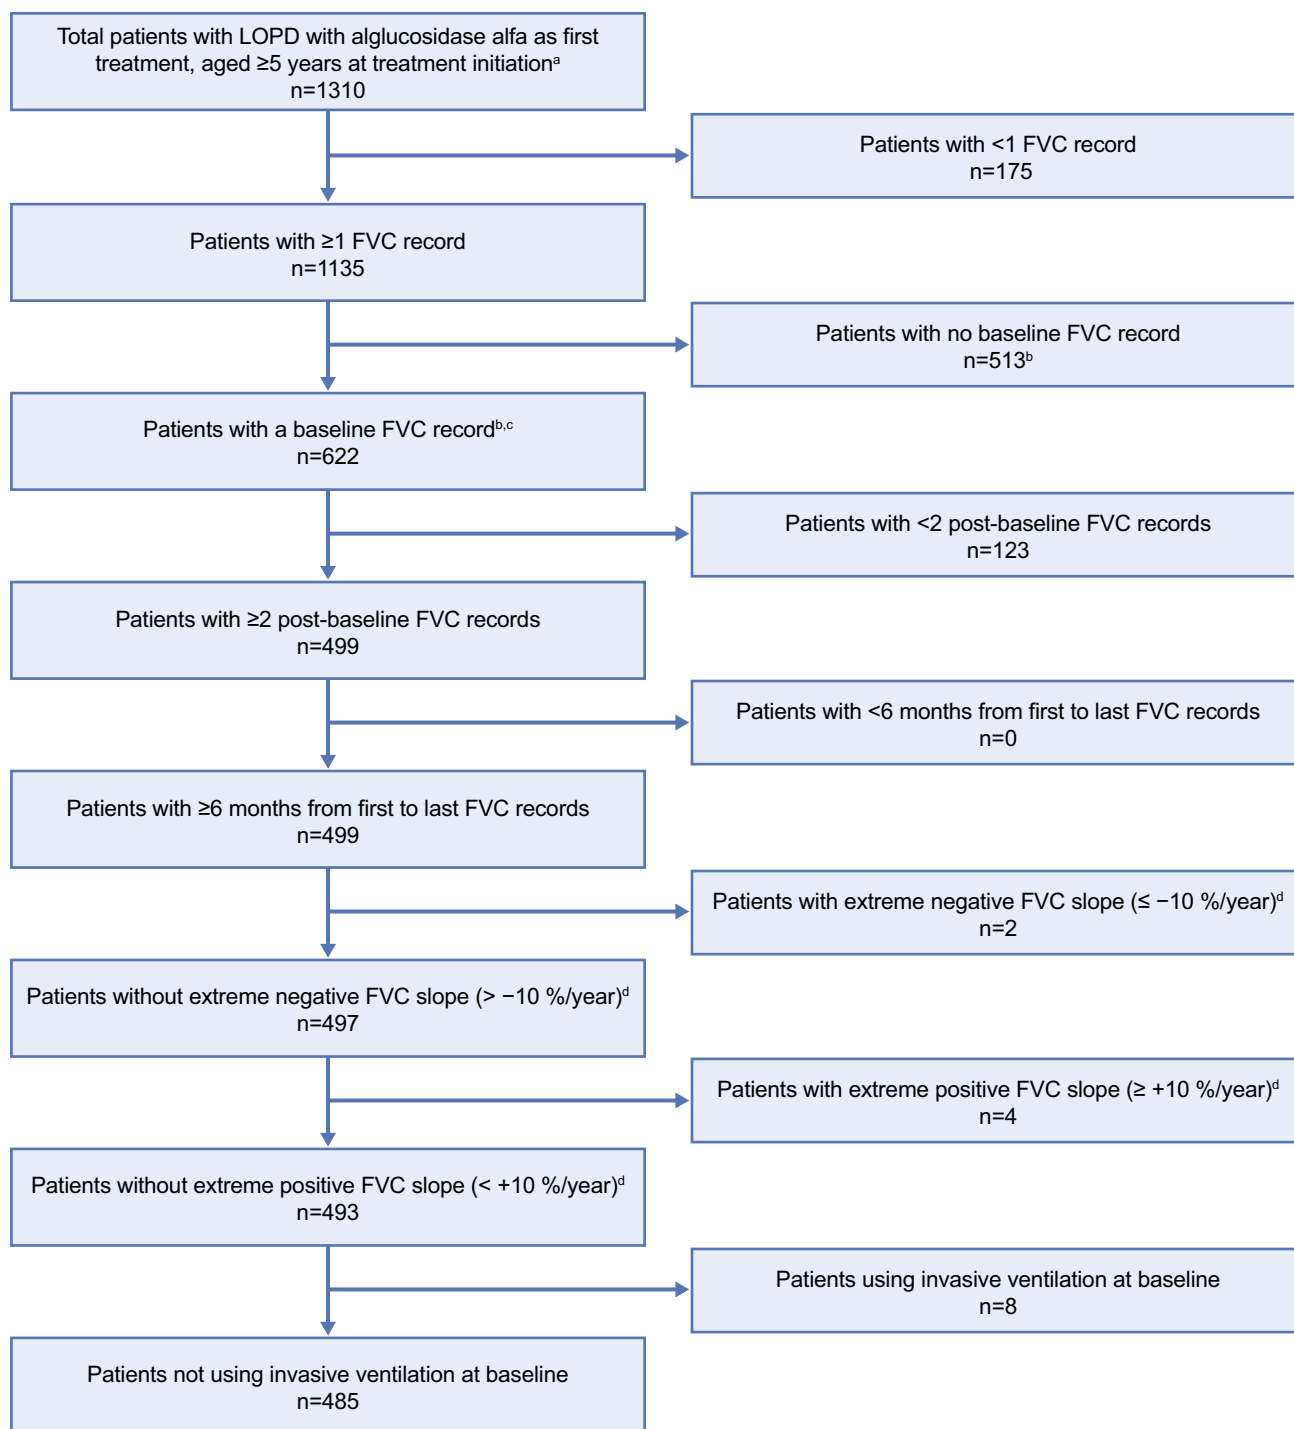 Total patients with LOPD with alglucosidase alfa as first
treatment, aged ≥5 years at treatment initiationᵃ
n=1310
Patients with <1 FVC record
n=175
Patients with ≥1 FVC record
n=1135
Patients with no baseline FVC record
n=513ᵇ
Patients with a baseline FVC recordᵇ,ᶜ
n=622
Patients with <2 post-baseline FVC records
n=123
Patients with ≥2 post-baseline FVC records
n=499
Patients with <6 months from first to last FVC records
n=0
Patients with ≥6 months from first to last FVC records
n=499
Patients with extreme negative FVC slope (≤ −10 %/year)ᵈ
n=2
Patients without extreme negative FVC slope (> −10 %/year)ᵈ
n=497
Patients with extreme positive FVC slope (≥ +10 %/year)ᵈ
n=4
Patients without extreme positive FVC slope (< +10 %/year)ᵈ
n=493
Patients using invasive ventilation at baseline
n=8
Patients not using invasive ventilation at baseline
n=485